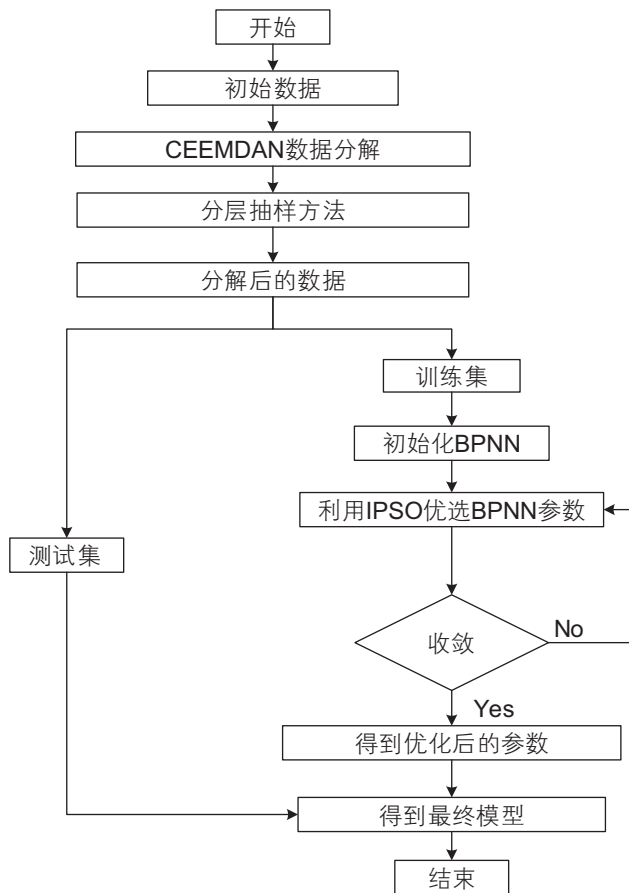 开始
初始数据
CEEMDAN数据分解
分层抽样方法
分解后的数据
训练集
初始化BPNN
利用IPSO优选BPNN参数
测试集
收敛
No
Yes
得到优化后的参数
得到最终模型
结束